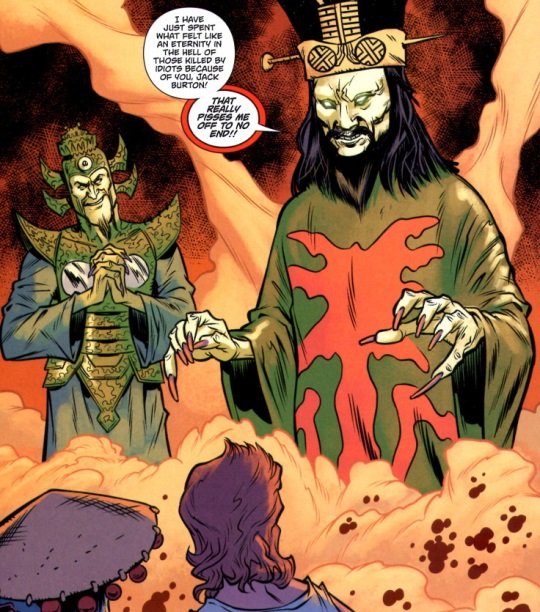 I HAVE
JUST SPENT
WHAT FELT LIKE
AN ETERNITY IN
THE HELL OF
THOSE KILLED BY
IDIOTS BECAUSE
OF YOU, JACK
BURTON!
THAT
REALLY
PISSES ME
OFF TO NO
END!!